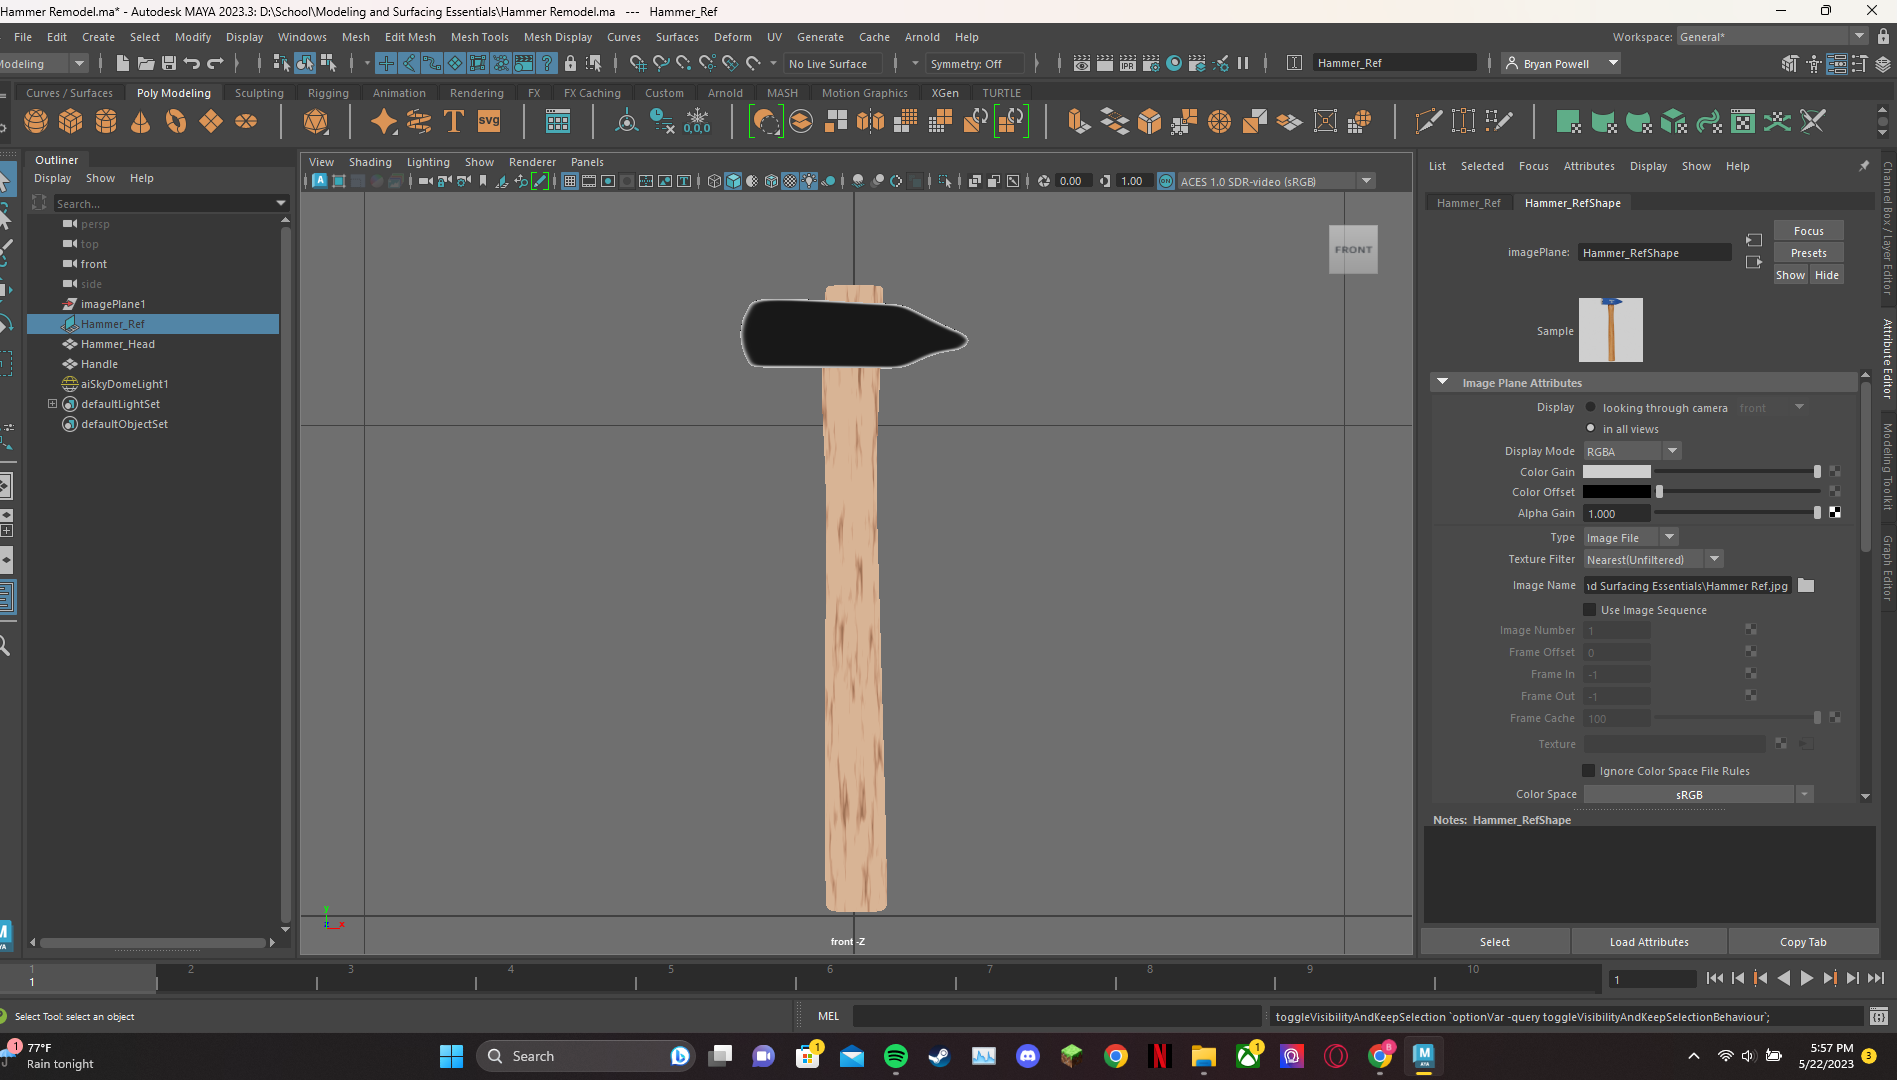 Hammer Remodel.ma* - Autodesk MAYA 2023.3: D:\School\Modeling and Surfacing Essentials\Hammer Remodel.ma --- Hammer_Ref
File Edit Create Select Modify Display Windows Mesh Edit Mesh Mesh Tools Mesh Display Curves Surfaces Deform UV Generate Cache Arnold Help
Workspace: General*
Modeling
No Live Surface
Symmetry: Off
Hammer_Ref
Bryan Powell
Curves / Surfaces Poly Modeling Sculpting Rigging Animation Rendering FX FX Caching Custom Arnold MASH Motion Graphics XGen TURTLE
Outliner
Display Show Help
Search...
persp
top
front
side
imagePlane1
Hammer_Ref
Hammer_Head
Handle
aiSkyDomeLight1
defaultLightSet
defaultObjectSet
View Shading Lighting Show Renderer Panels
0.00 1.00 ACES 1.0 SDR-video (sRGB)
FRONT
y
x
front -Z
List Selected Focus Attributes Display Show Help
Hammer_Ref Hammer_RefShape
Focus
imagePlane: Hammer_RefShape
Presets
Show Hide
Sample
Image Plane Attributes
Display looking through camera front
in all views
Display Mode RGBA
Color Gain
Color Offset
Alpha Gain 1.000
Type Image File
Texture Filter Nearest(Unfiltered)
Image Name nd Surfacing Essentials\Hammer Ref.jpg
Use Image Sequence
Image Number 1
Frame Offset 0
Frame In -1
Frame Out -1
Frame Cache 100
Texture
Ignore Color Space File Rules
Color Space sRGB
Notes: Hammer_RefShape
Select Load Attributes Copy Tab
Channel Box / Layer Editor
Attribute Editor
Modeling Toolkit
Graph Editor
1 2 3 4 5 6 7 8 9 10
1
1
Select Tool: select an object
MEL
toggleVisibilityAndKeepSelection `optionVar -query toggleVisibilityAndKeepSelectionBehaviour`;
1
77°F
Rain tonight
Search
5:57 PM
5/22/2023
3